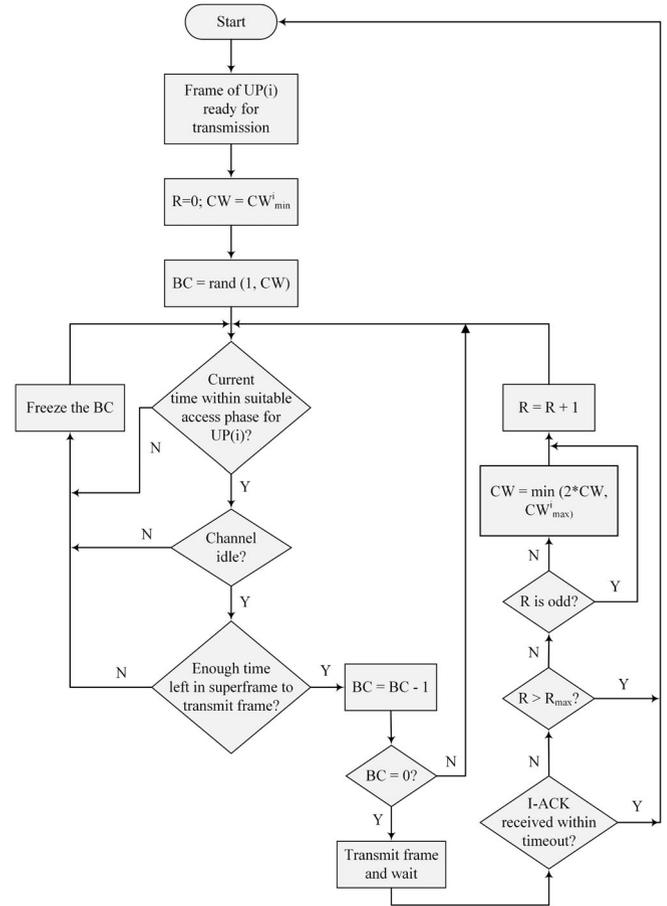 Start
Frame of UP(i)
ready for
transmission
R=0; CW = CWⁱmin
BC = rand (1, CW)
Current
time within suitable
access phase for
UP(i)?
Freeze the BC
N
Y
Channel
idle?
N
Y
Enough time
left in superframe to
transmit frame?
N
Y
BC = BC - 1
BC = 0?
N
Y
Transmit frame
and wait
I-ACK
received within
timeout?
Y
N
R > Rmax?
Y
N
R is odd?
Y
N
CW = min (2*CW,
CWⁱmax)
R = R + 1